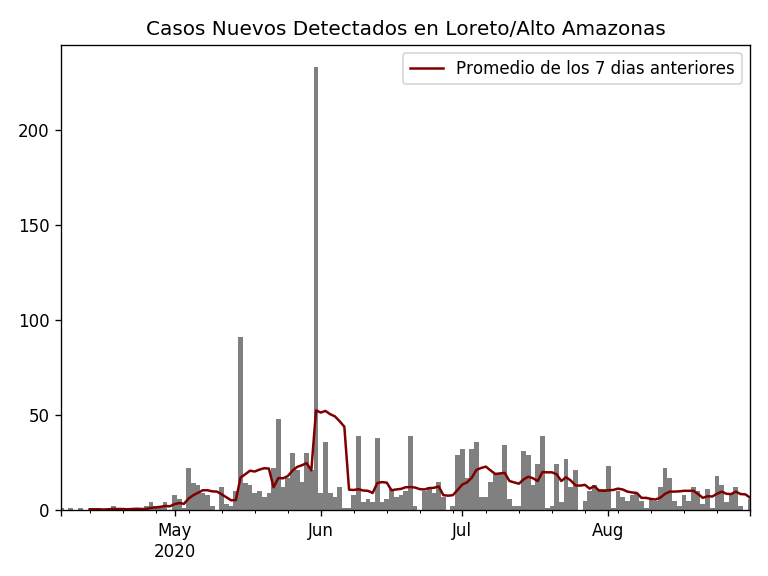 Casos Nuevos Detectados en Loreto/Alto Amazonas
Promedio de los 7 dias anteriores
200
150
100
50
0
May Jun Jul Aug
2020